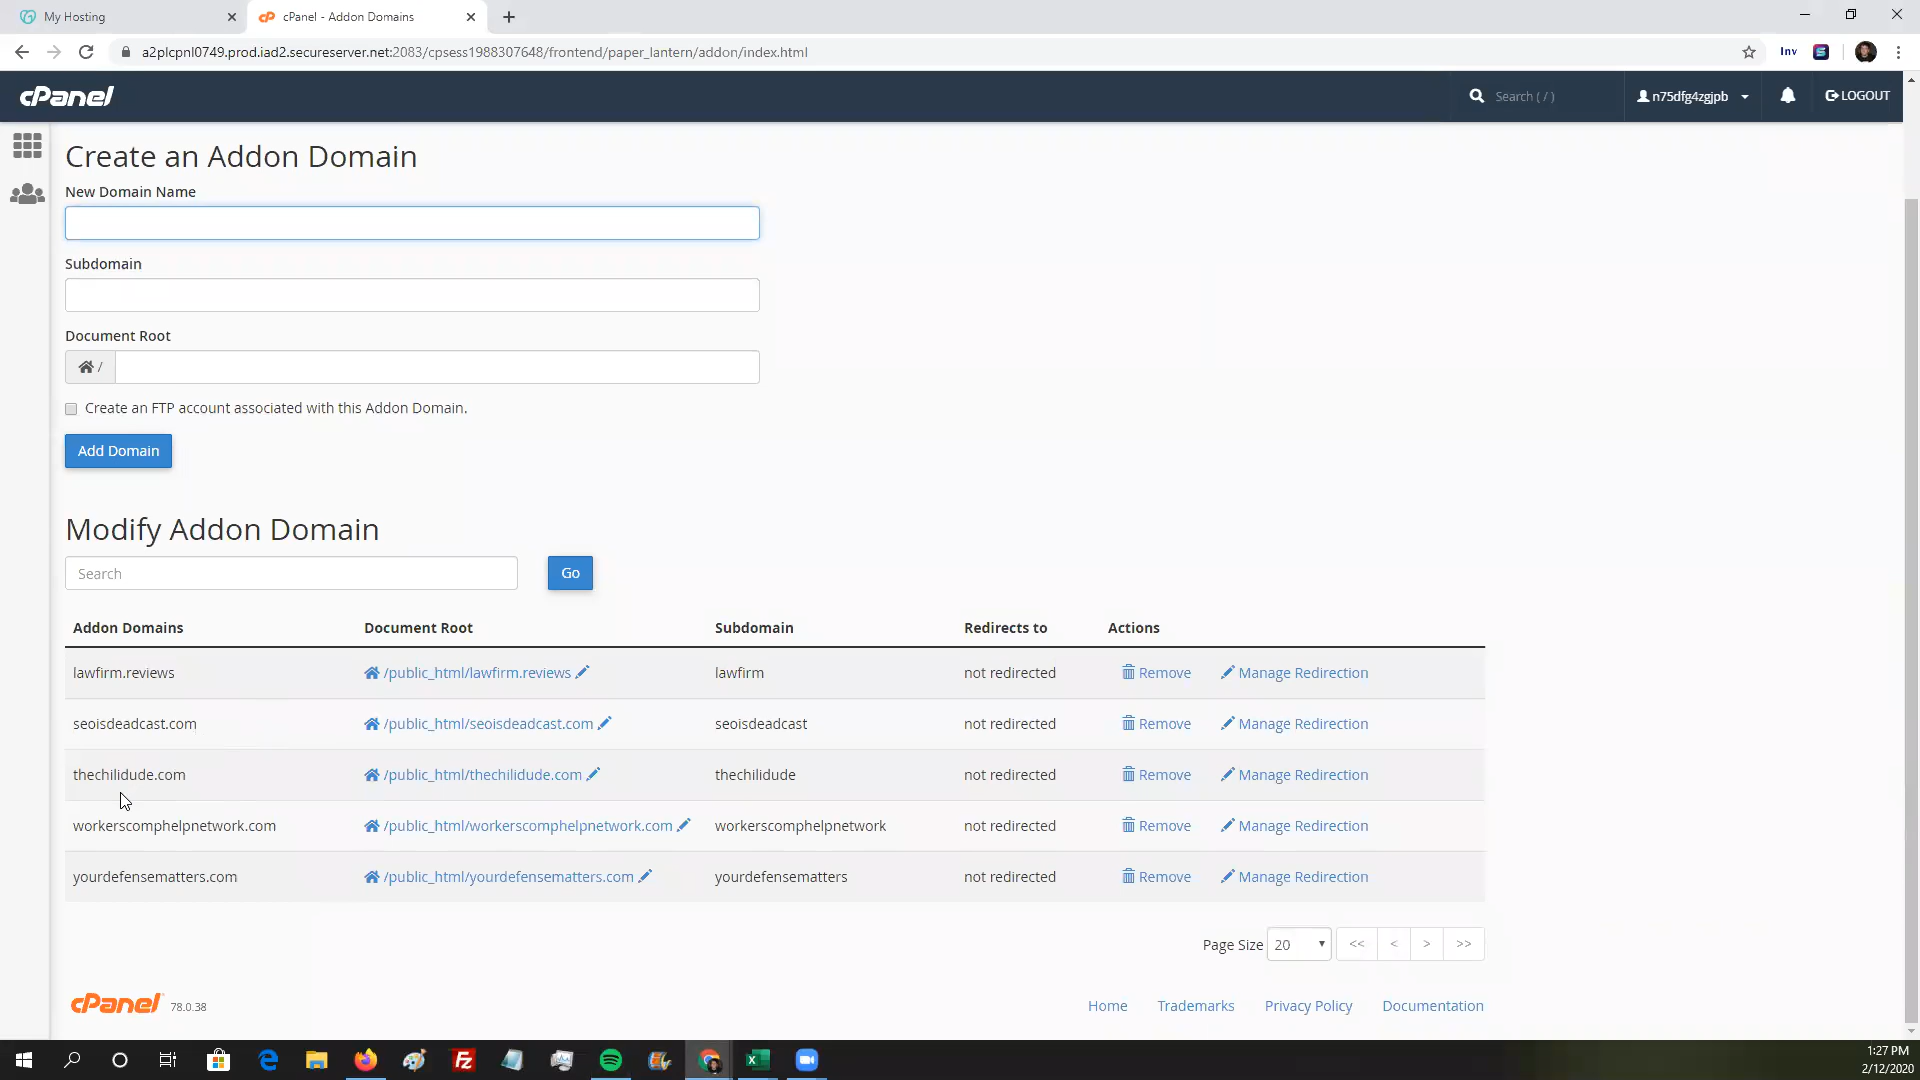 My Hosting
cPanel - Addon Domains
a2plcpnl0749.prod.iad2.secureserver.net:2083/cpsess1988307648/frontend/paper_lantern/addon/index.html
Inv
cPanel
Search ( / )
n75dfg4zgjpb
LOGOUT
Create an Addon Domain
New Domain Name
Subdomain
Document Root
/
Create an FTP account associated with this Addon Domain.
Add Domain
Modify Addon Domain
Search
Go
Addon Domains Document Root Subdomain Redirects to Actions
lawfirm.reviews /public_html/lawfirm.reviews lawfirm not redirected Remove Manage Redirection
seoisdeadcast.com /public_html/seoisdeadcast.com seoisdeadcast not redirected Remove Manage Redirection
thechilidude.com /public_html/thechilidude.com thechilidude not redirected Remove Manage Redirection
workerscomphelpnetwork.com /public_html/workerscomphelpnetwork.com workerscomphelpnetwork not redirected Remove Manage Redirection
yourdefensematters.com /public_html/yourdefensematters.com yourdefensematters not redirected Remove Manage Redirection
Page Size 20 << < > >>
cPanel 78.0.38
Home Trademarks Privacy Policy Documentation
1:27 PM
2/12/2020